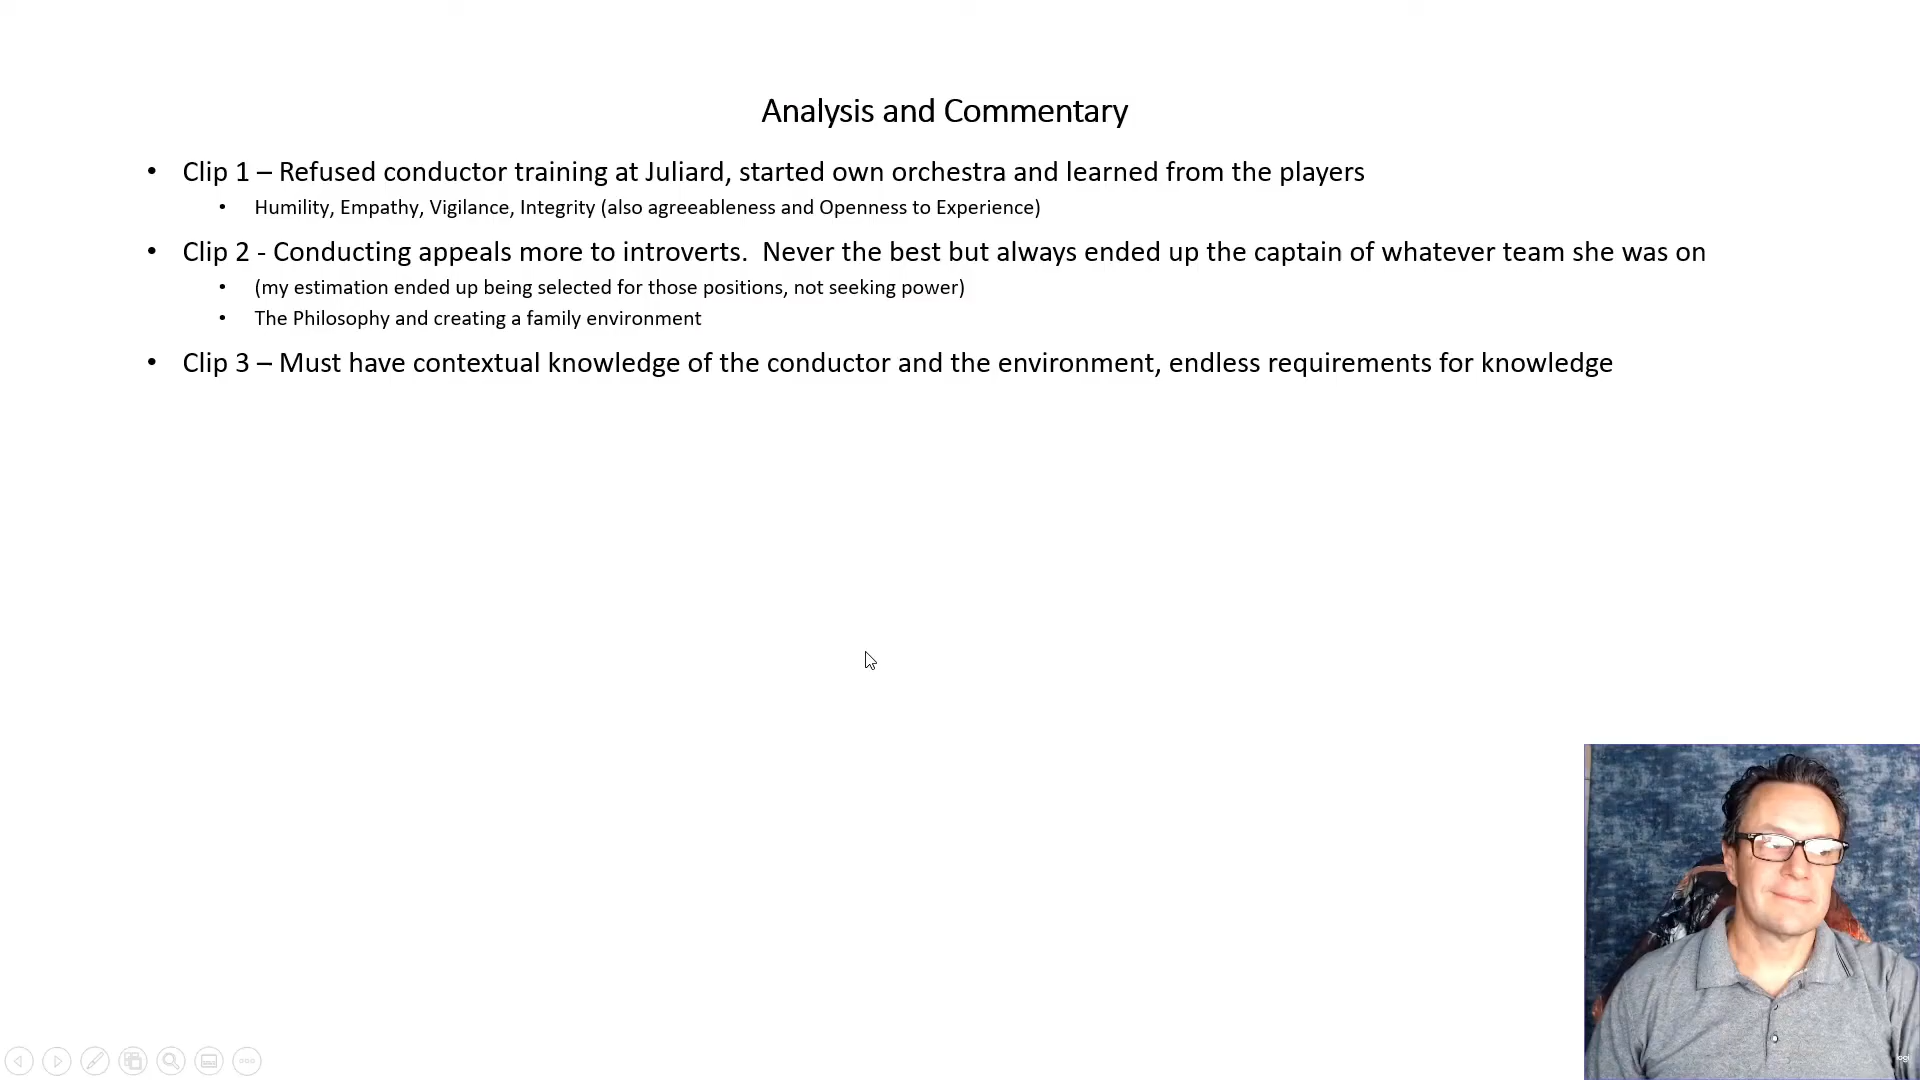 Analysis and Commentary
• Clip 1 – Refused conductor training at Juliard, started own orchestra and learned from the players
• Humility, Empathy, Vigilance, Integrity (also agreeableness and Openness to Experience)
• Clip 2 - Conducting appeals more to introverts.  Never the best but always ended up the captain of whatever team she was on
• (my estimation ended up being selected for those positions, not seeking power)
• The Philosophy and creating a family environment
• Clip 3 – Must have contextual knowledge of the conductor and the environment, endless requirements for knowledge